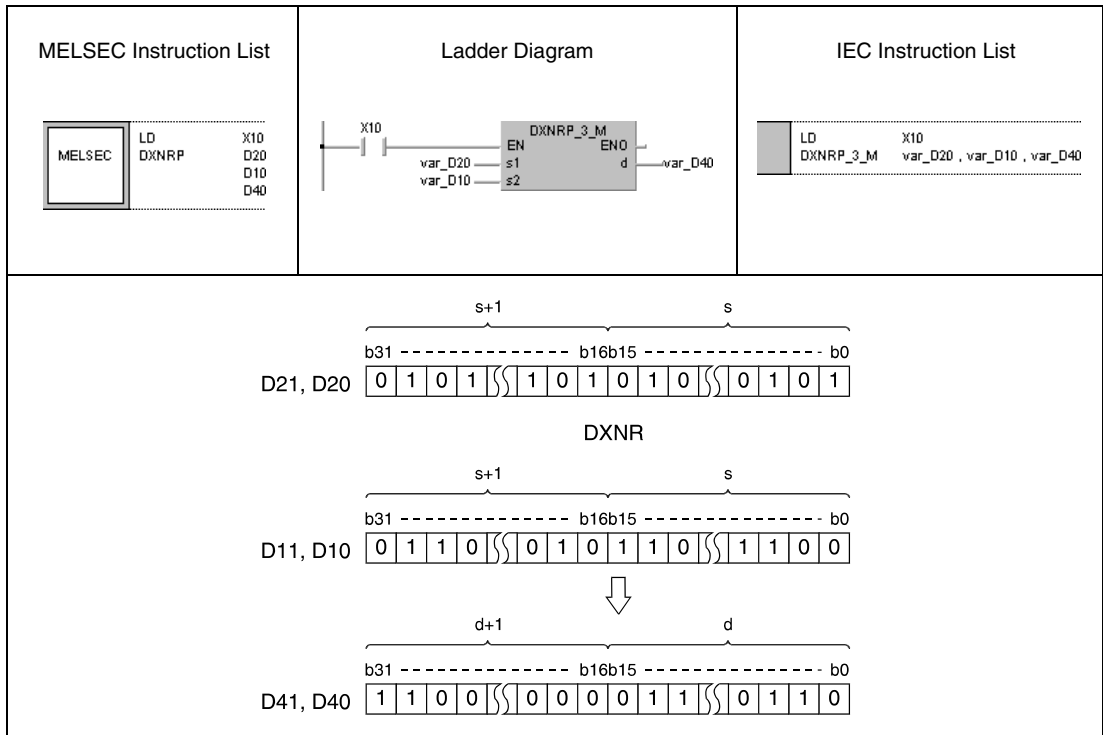 MELSEC Instruction List
Ladder Diagram
IEC Instruction List
MELSEC
LD X10
DXNRP D20
D10
D40
X10
DXNRP_3_M
EN ENO
var_D20 s1 d var_D40
var_D10 s2
LD X10
DXNRP_3_M var_D20 , var_D10 , var_D40
s+1 s
b31 b16b15 b0
D21, D20 0 1 0 1 1 0 1 0 1 0 0 1 0 1
DXNR
s+1 s
b31 b16b15 b0
D11, D10 0 1 1 0 0 1 0 1 1 0 1 1 0 0
d+1 d
b31 b16b15 b0
D41, D40 1 1 0 0 0 0 0 0 1 1 0 1 1 0